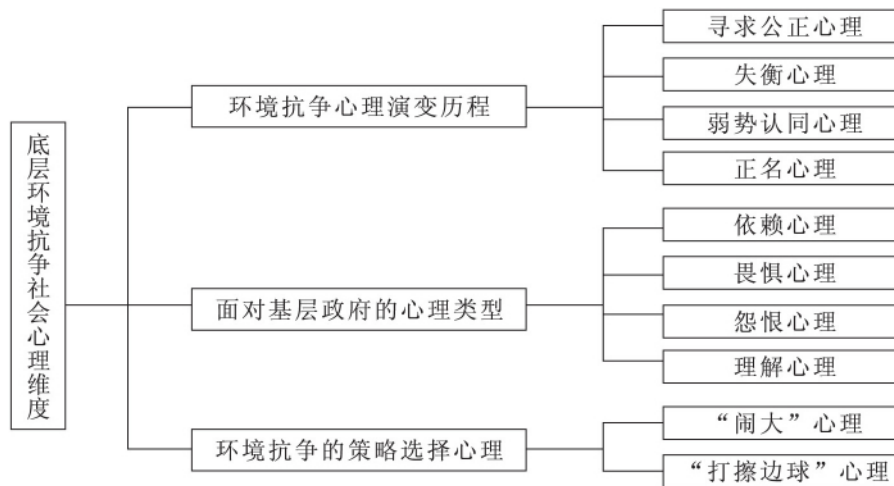 底层环境抗争社会心理维度
环境抗争心理演变历程
寻求公正心理
失衡心理
弱势认同心理
正名心理
面对基层政府的心理类型
依赖心理
畏惧心理
怨恨心理
理解心理
环境抗争的策略选择心理
“闹大”心理
“打擦边球”心理